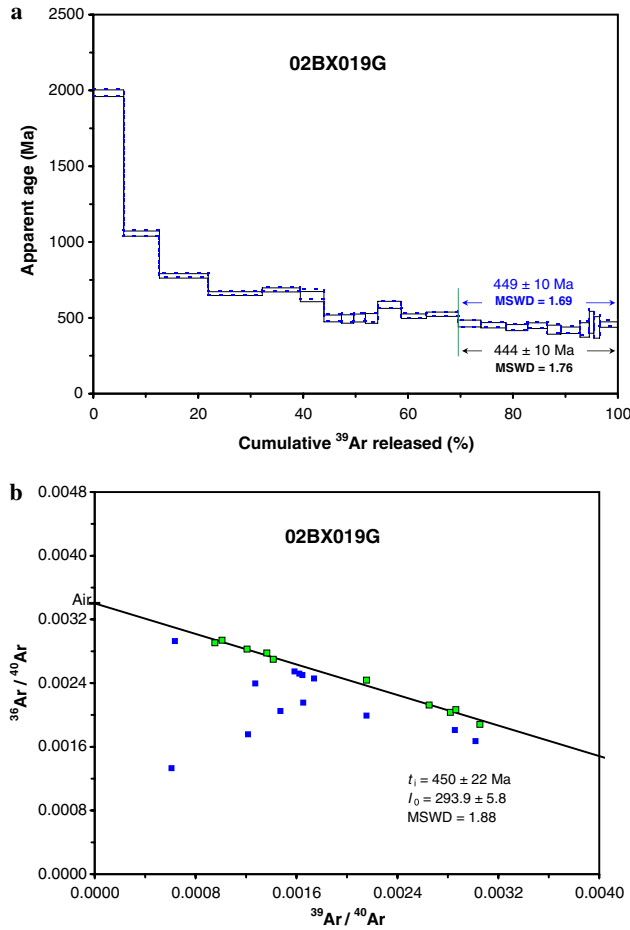 a
2500
2000
1500
1000
500
0
Apparent age (Ma)
02BX019G
449 ± 10 Ma
MSWD = 1.69
444 ± 10 Ma
MSWD = 1.76
0 20 40 60 80 100
Cumulative ³⁹Ar released (%)
b
0.0048
0.0040
Air
0.0032
0.0024
0.0016
0.0008
0.0000
³⁶Ar / ⁴⁰Ar
02BX019G
tᵢ = 450 ± 22 Ma
I₀ = 293.9 ± 5.8
MSWD = 1.88
0.0000 0.0008 0.0016 0.0024 0.0032 0.0040
³⁹Ar / ⁴⁰Ar